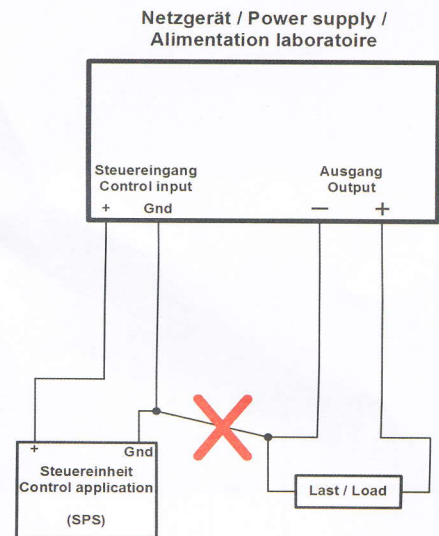 Netzgerät / Power supply /
Alimentation laboratoire
Steuereingang
Control input
+ Gnd
Ausgang
Output
— +
+ Gnd
Steuereinheit
Control application
(SPS)
Last / Load